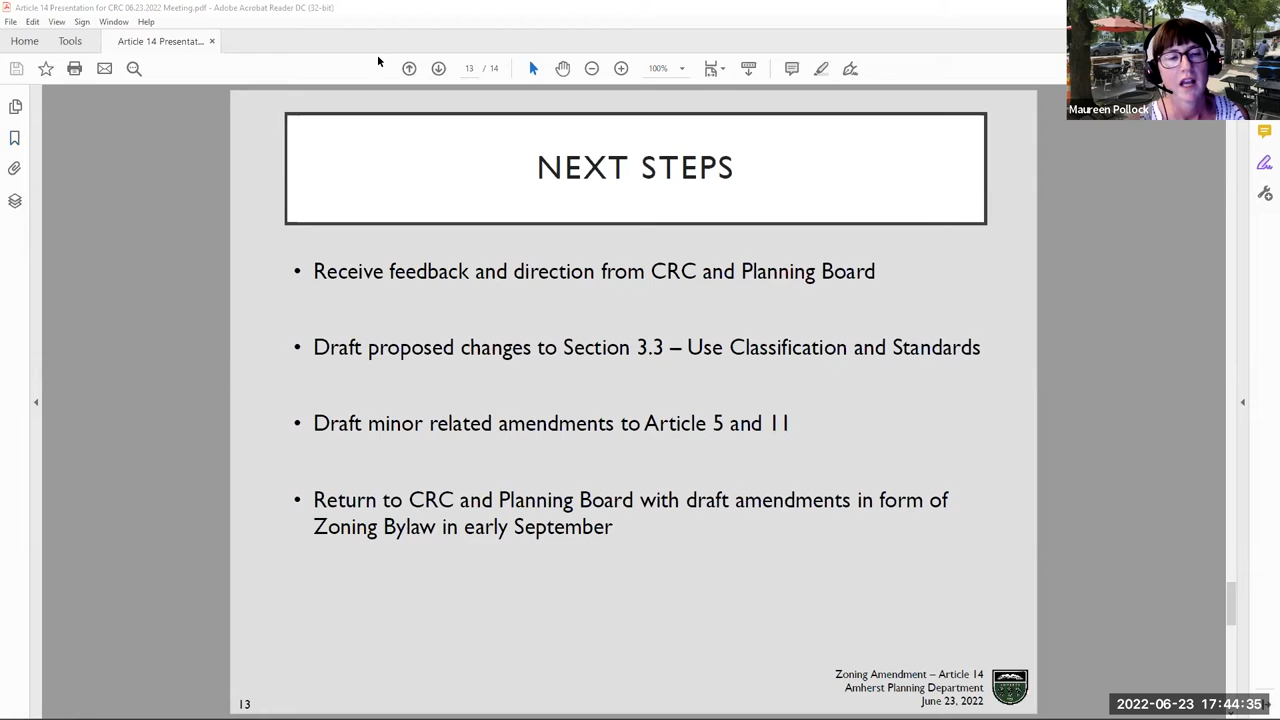 Article 14 Presentation for CRC 06.23.2022 Meeting.pdf - Adobe Acrobat Reader DC (32-bit)
File Edit View Sign Window Help
Home Tools Article 14 Presentat... ×
13 / 14 100%
Maureen Pollock
NEXT STEPS
• Receive feedback and direction from CRC and Planning Board
• Draft proposed changes to Section 3.3 – Use Classification and Standards
• Draft minor related amendments to Article 5 and 11
• Return to CRC and Planning Board with draft amendments in form of
Zoning Bylaw in early September
Zoning Amendment – Article 14
Amherst Planning Department
June 23, 2022
13
2022-06-23 17:44:35